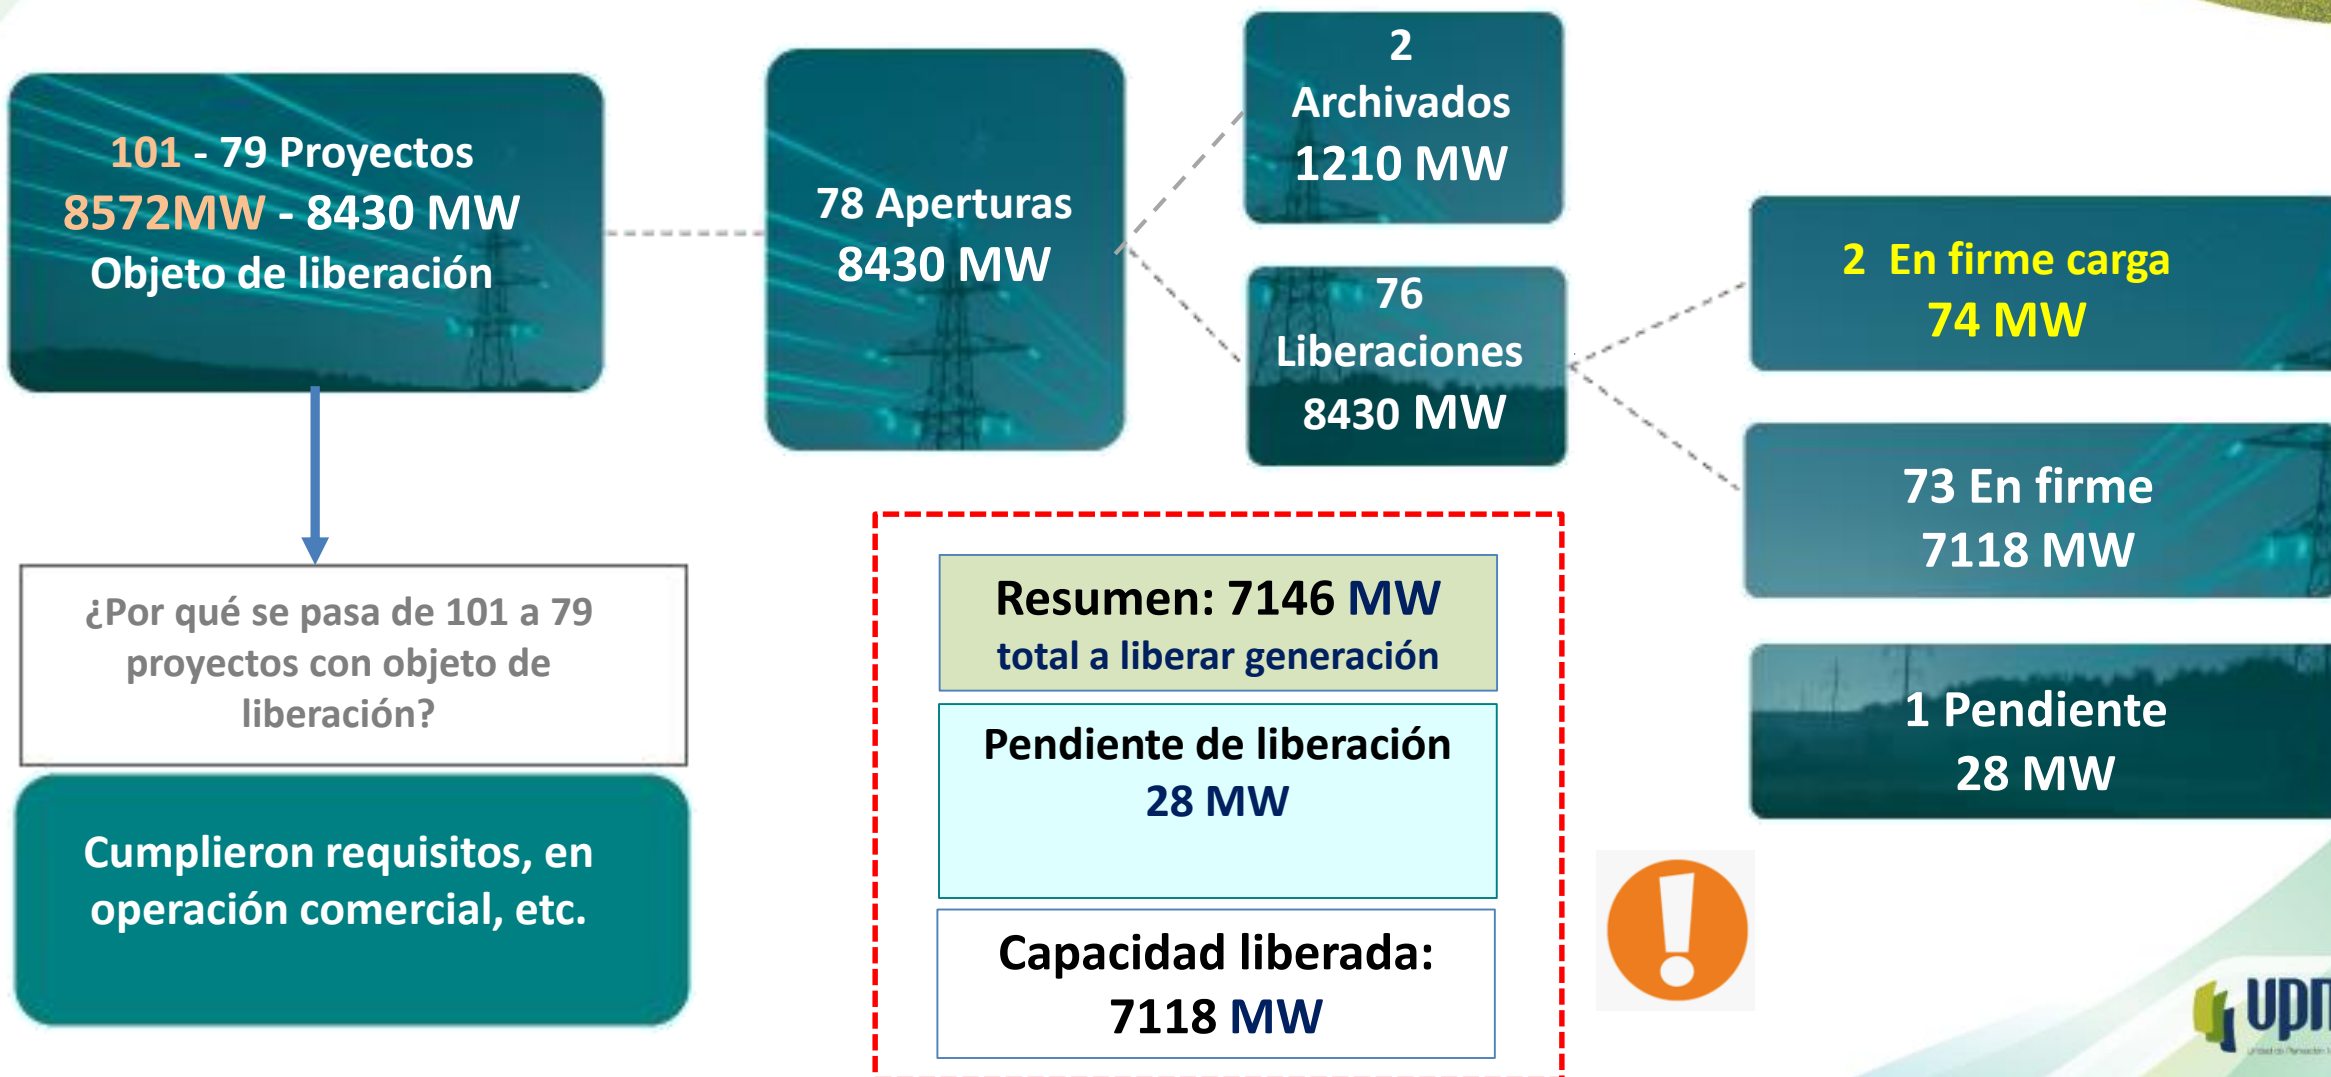 101 - 79 Proyectos
8572MW - 8430 MW
Objeto de liberación
78 Aperturas
8430 MW
2
Archivados
1210 MW
76
Liberaciones
8430 MW
2 En firme carga
74 MW
73 En firme
7118 MW
1 Pendiente
28 MW
¿Por qué se pasa de 101 a 79
proyectos con objeto de
liberación?
Cumplieron requisitos, en
operación comercial, etc.
Resumen: 7146 MW
total a liberar generación
Pendiente de liberación
28 MW
Capacidad liberada:
7118 MW